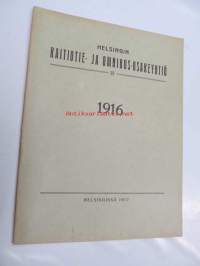 HELSINGIN
RAITIOTIE- JA OMNIBUS-OSAKEYHTIÖ
1916
HELSINGISSÄ 1917